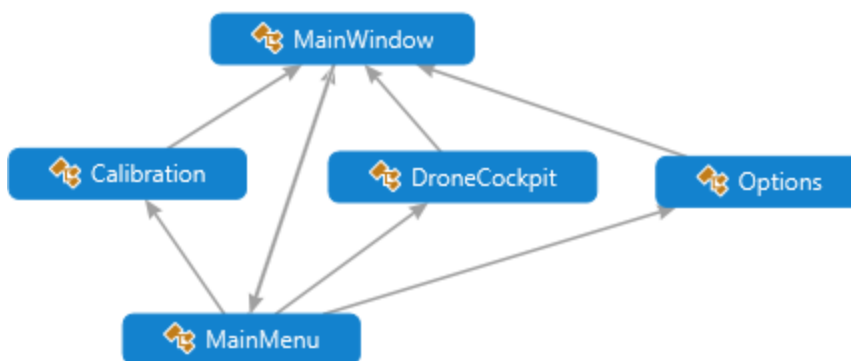 MainWindow
Calibration
DroneCockpit
Options
MainMenu